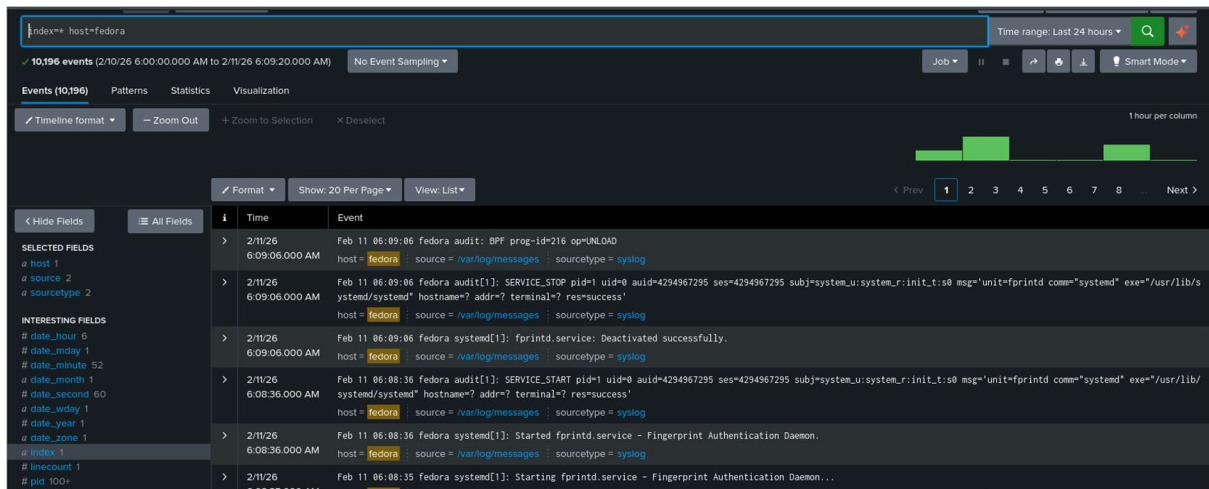 index=* host=fedora
Time range: Last 24 hours
10,196 events (2/10/26 6:00:00.000 AM to 2/11/26 6:09:20.000 AM)
No Event Sampling
Job
Smart Mode
Events (10,196)
Patterns
Statistics
Visualization
Timeline format
– Zoom Out
+ Zoom to Selection
× Deselect
1 hour per column
Format
Show: 20 Per Page
View: List
< Prev
1
2
3
4
5
6
7
8
...
Next >
< Hide Fields
All Fields
i
Time
Event
SELECTED FIELDS
a host 1
a source 2
a sourcetype 2
INTERESTING FIELDS
# date_hour 6
# date_mday 1
# date_minute 52
a date_month 1
# date_second 60
a date_wday 1
# date_year 1
a date_zone 1
a index 1
# linecount 1
# pid 100+
> 2/11/26
6:09:06.000 AM
Feb 11 06:09:06 fedora audit: BPF prog-id=216 op=UNLOAD
host = fedora source = /var/log/messages sourcetype = syslog
> 2/11/26
6:09:06.000 AM
Feb 11 06:09:06 fedora audit[1]: SERVICE_STOP pid=1 uid=0 auid=4294967295 ses=4294967295 subj=system_u:system_r:init_t:s0 msg='unit=fprintd comm="systemd" exe="/usr/lib/s
ystemd/systemd" hostname=? addr=? terminal=? res=success'
host = fedora source = /var/log/messages sourcetype = syslog
> 2/11/26
6:09:06.000 AM
Feb 11 06:09:06 fedora systemd[1]: fprintd.service: Deactivated successfully.
host = fedora source = /var/log/messages sourcetype = syslog
> 2/11/26
6:08:36.000 AM
Feb 11 06:08:36 fedora audit[1]: SERVICE_START pid=1 uid=0 auid=4294967295 ses=4294967295 subj=system_u:system_r:init_t:s0 msg='unit=fprintd comm="systemd" exe="/usr/lib/
systemd/systemd" hostname=? addr=? terminal=? res=success'
host = fedora source = /var/log/messages sourcetype = syslog
> 2/11/26
6:08:36.000 AM
Feb 11 06:08:36 fedora systemd[1]: Started fprintd.service - Fingerprint Authentication Daemon.
host = fedora source = /var/log/messages sourcetype = syslog
> 2/11/26
Feb 11 06:08:35 fedora systemd[1]: Starting fprintd.service - Fingerprint Authentication Daemon...